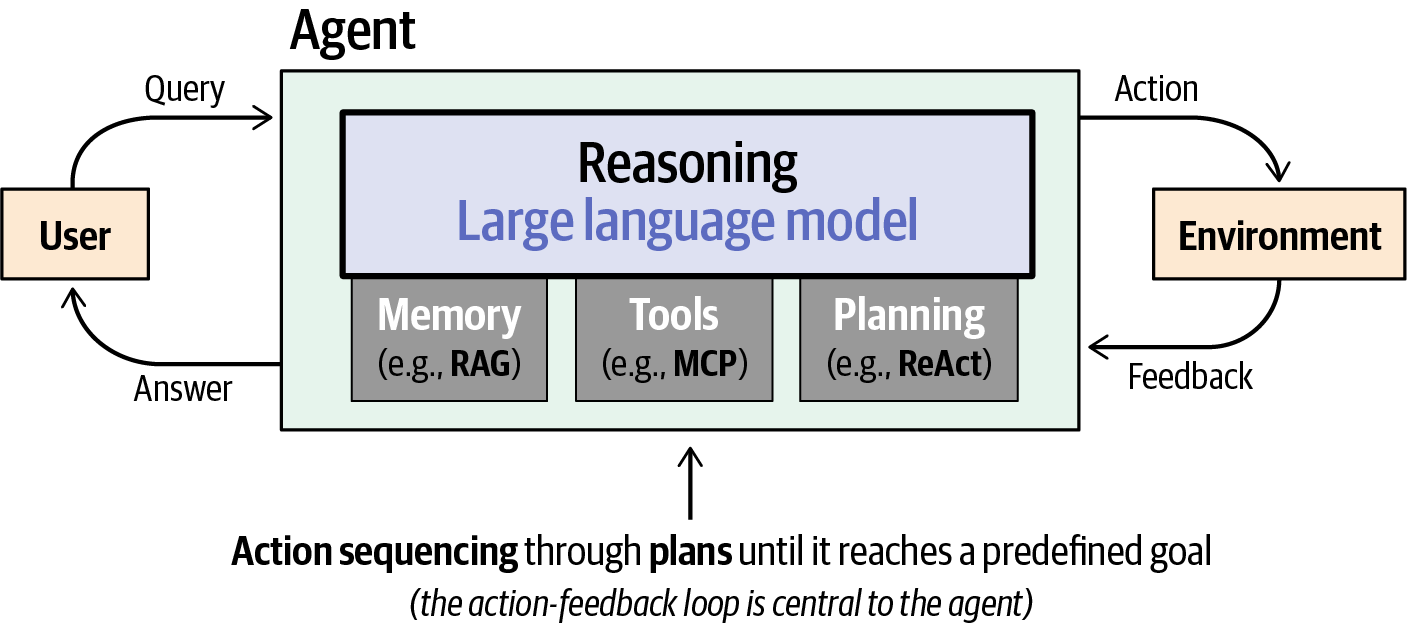 Agent
Query
Action
Reasoning
Large language model
User
Environment
Memory
(e.g., RAG)
Tools
(e.g., MCP)
Planning
(e.g., ReAct)
Answer
Feedback
Action sequencing through plans until it reaches a predefined goal
(the action-feedback loop is central to the agent)